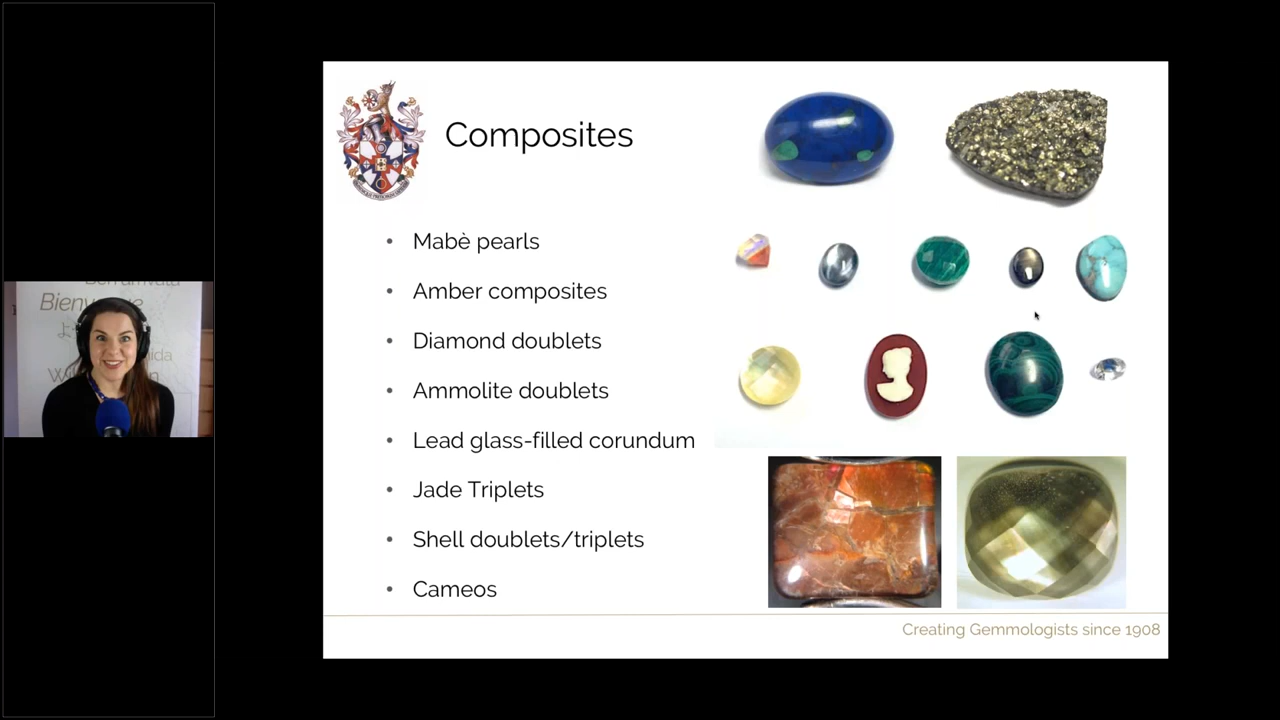 Composites
• Mabè pearls
• Amber composites
• Diamond doublets
• Ammolite doublets
• Lead glass-filled corundum
• Jade Triplets
• Shell doublets/triplets
• Cameos
Creating Gemmologists since 1908
Bienvenue